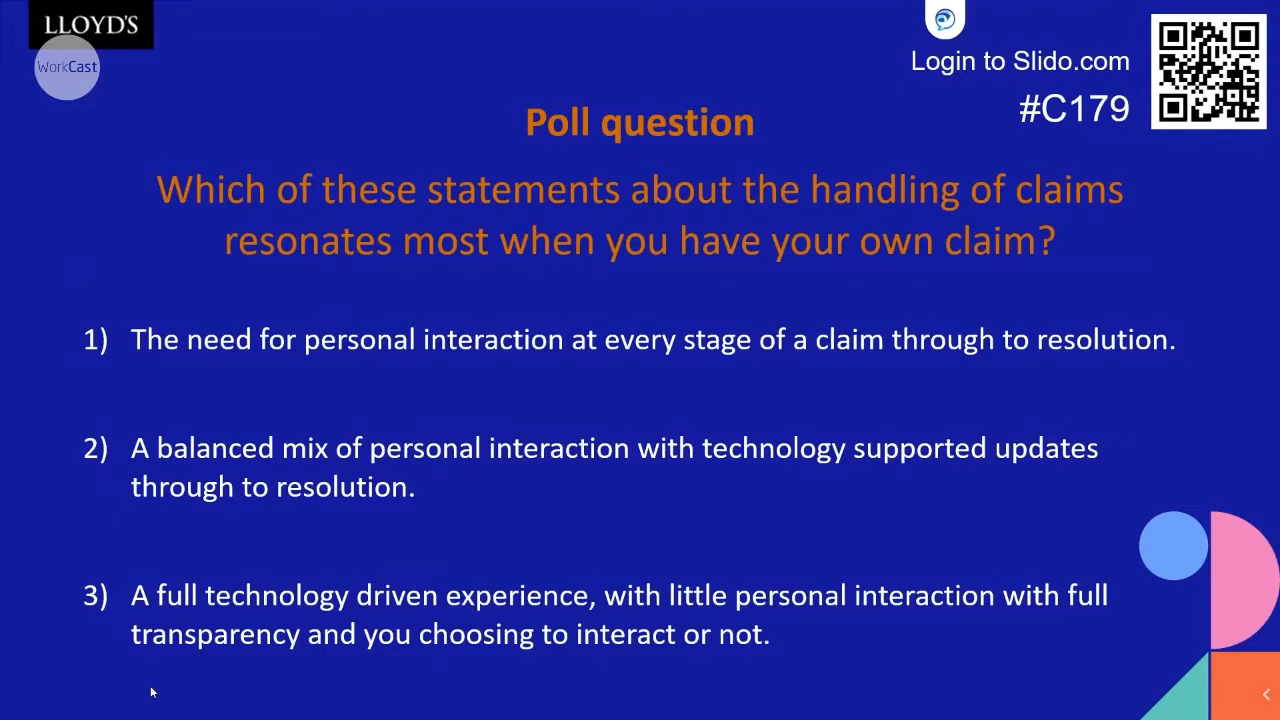 LLOYD'S
WorkCast
Login to Slido.com
#C179
Poll question
Which of these statements about the handling of claims
resonates most when you have your own claim?
1) The need for personal interaction at every stage of a claim through to resolution.
2) A balanced mix of personal interaction with technology supported updates
through to resolution.
3) A full technology driven experience, with little personal interaction with full
transparency and you choosing to interact or not.